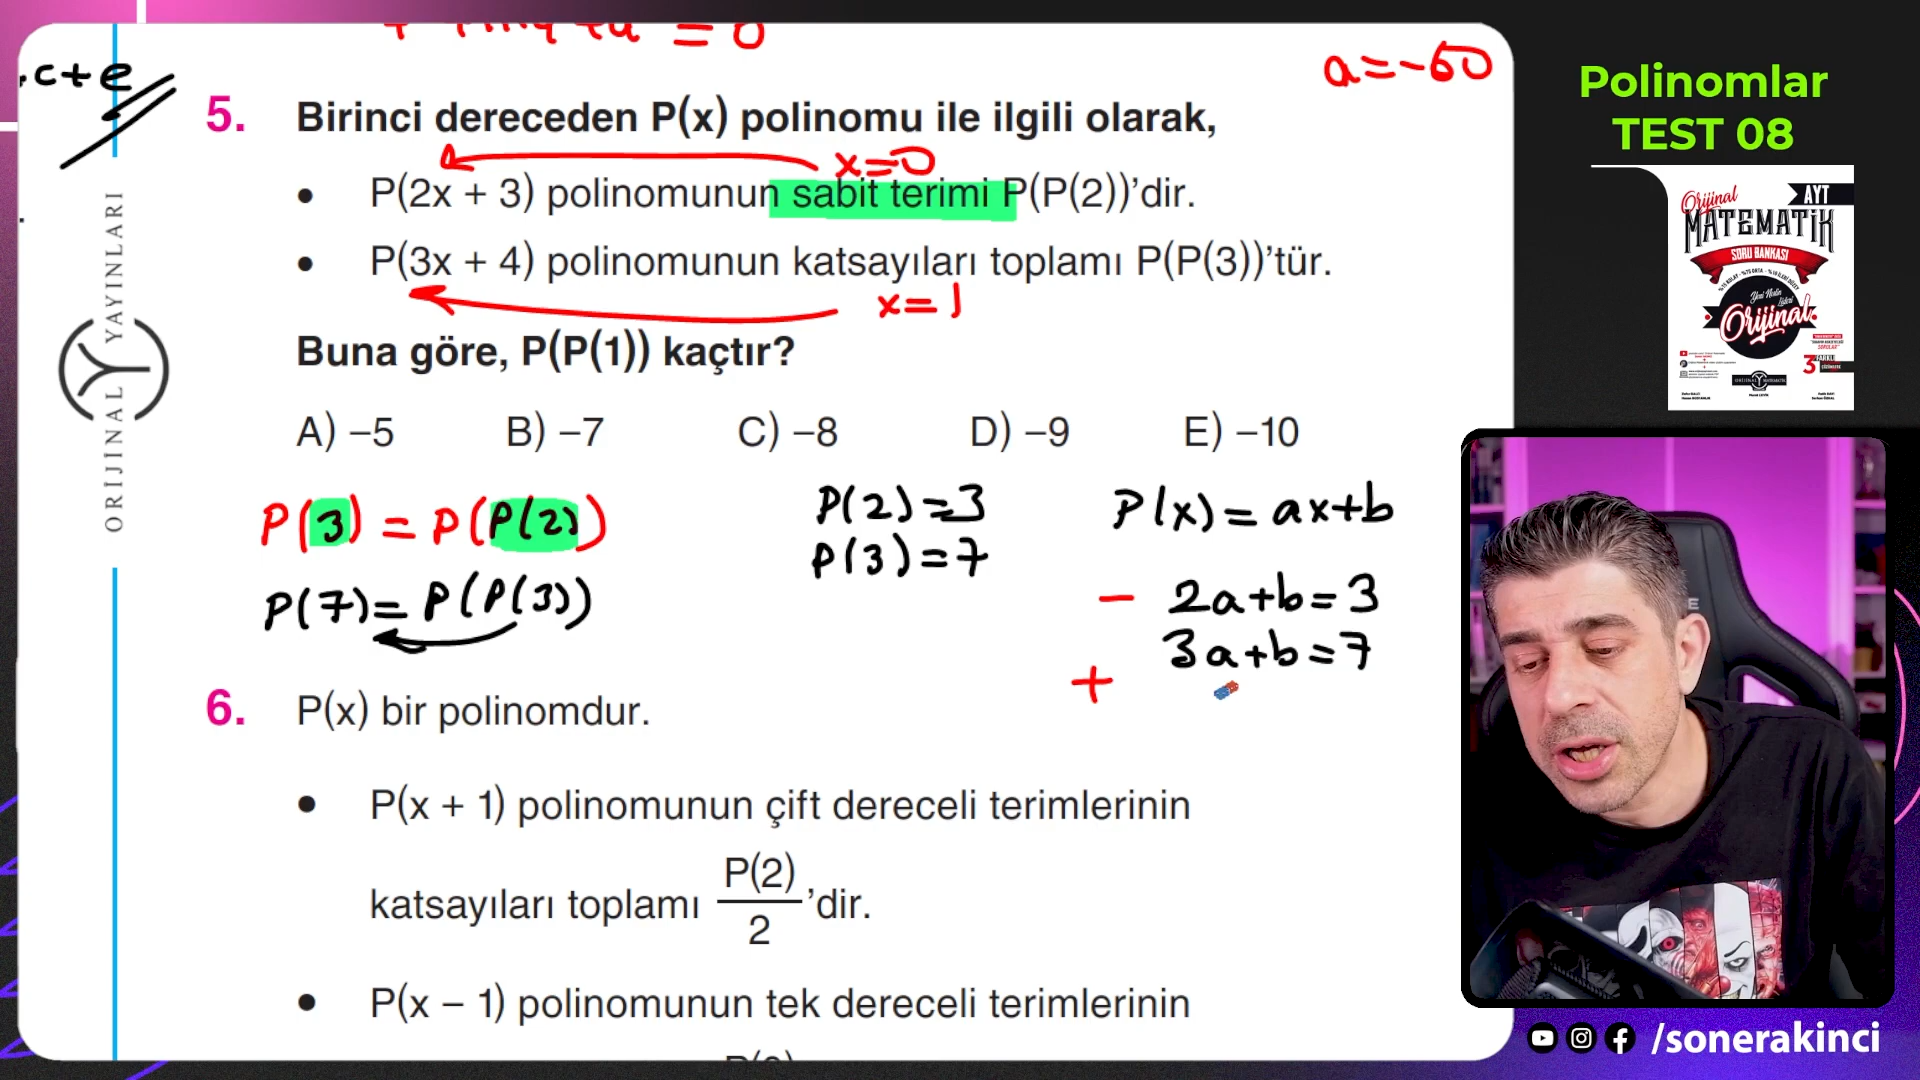 a=-60
.c+e
5. Birinci dereceden P(x) polinomu ile ilgili olarak,
x=0
• P(2x + 3) polinomunun sabit terimi P(P(2))’dir.
• P(3x + 4) polinomunun katsayıları toplamı P(P(3))’tür.
x=1
Buna göre, P(P(1)) kaçtır?
A) –5 B) –7 C) –8 D) –9 E) –10
P(3) = P(P(2))
P(7)= P(P(3))
P(2)=3
P(3)=7
P(x)=ax+b
- 2a+b=3
3a+b=7
+
6. P(x) bir polinomdur.
• P(x + 1) polinomunun çift dereceli terimlerinin
katsayıları toplamı P(2)/2 ’dir.
• P(x – 1) polinomunun tek dereceli terimlerinin
ORİJİNAL YAYINLARI
Polinomlar
TEST 08
Orijinal
AYT
MATEMATİK
SORU BANKASI
Orijinal
/sonerakinci